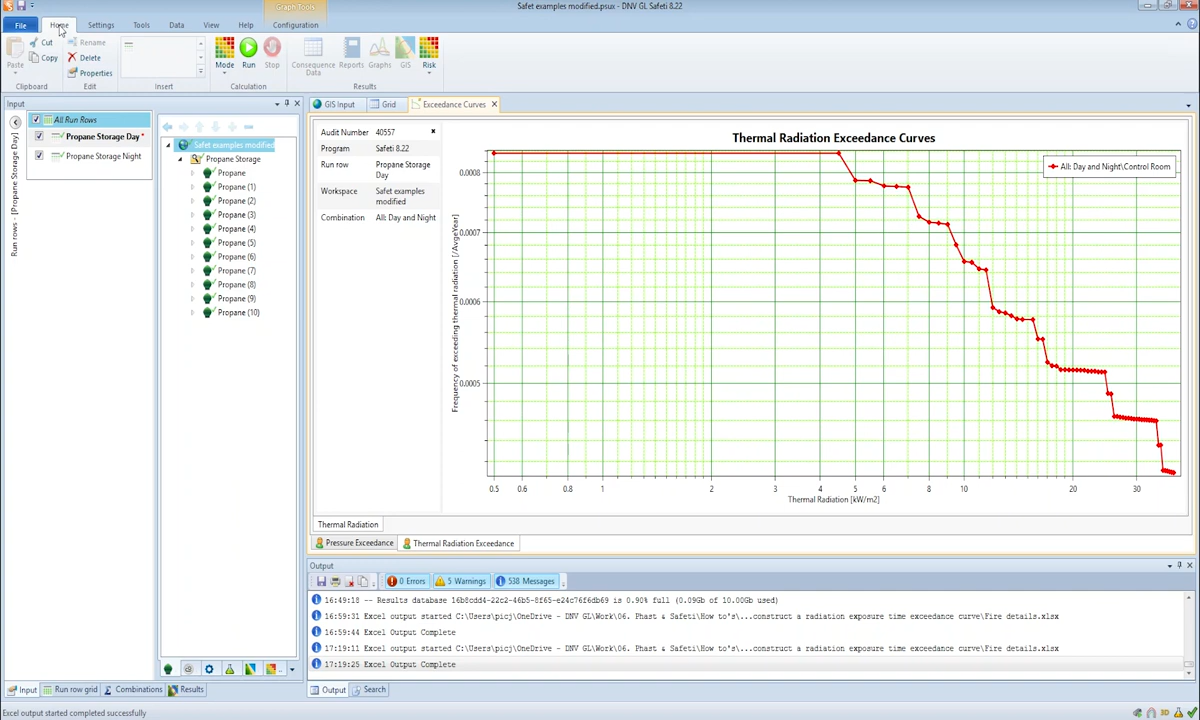 Safet examples modified.psux - DNV GL Safeti 8.22
Graph Tools
File
Home
Settings
Tools
Data
View
Help
Configuration
Paste
Cut
Copy
Clipboard
Rename
Delete
Properties
Edit
Insert
Mode
Run
Stop
Calculation
Consequence
Data
Reports
Graphs
GIS
Risk
Results
Input
Run rows - [Propane Storage Day]
All Run Rows
Propane Storage Day *
Propane Storage Night
Safet examples modified
Propane Storage
Propane
Propane (1)
Propane (2)
Propane (3)
Propane (4)
Propane (5)
Propane (6)
Propane (7)
Propane (8)
Propane (9)
Propane (10)
GIS Input
Grid
Exceedance Curves
Audit Number 40557
Program Safeti 8.22
Run row Propane Storage
Day
Workspace Safet examples
modified
Combination All: Day and Night
Thermal Radiation Exceedance Curves
All: Day and Night\Control Room
Frequency of exceeding thermal radiation [/AvgeYear]
0.0008
0.0007
0.0006
0.0005
0.5 0.6 0.8 1 2 3 4 5 6 8 10 20 30
Thermal Radiation [kW/m2]
Thermal Radiation
Pressure Exceedance
Thermal Radiation Exceedance
Output
0 Errors
5 Warnings
538 Messages
16:49:18 -- Results database 16b8cdd4-22c2-46b5-8f65-e24c76f6db69 is 0.90% full (0.09Gb of 10.00Gb used)
16:59:31 Excel output started C:\Users\picj\OneDrive - DNV GL\Work\06. Phast & Safeti\How to's\...construct a radiation exposure time exceedance curve\Fire details.xlsx
16:59:44 Excel Output Complete
17:19:11 Excel output started C:\Users\picj\OneDrive - DNV GL\Work\06. Phast & Safeti\How to's\...construct a radiation exposure time exceedance curve\Fire details.xlsx
17:19:25 Excel Output Complete
Input
Run row grid
Combinations
Results
Output
Search
Excel output started completed successfully
3D